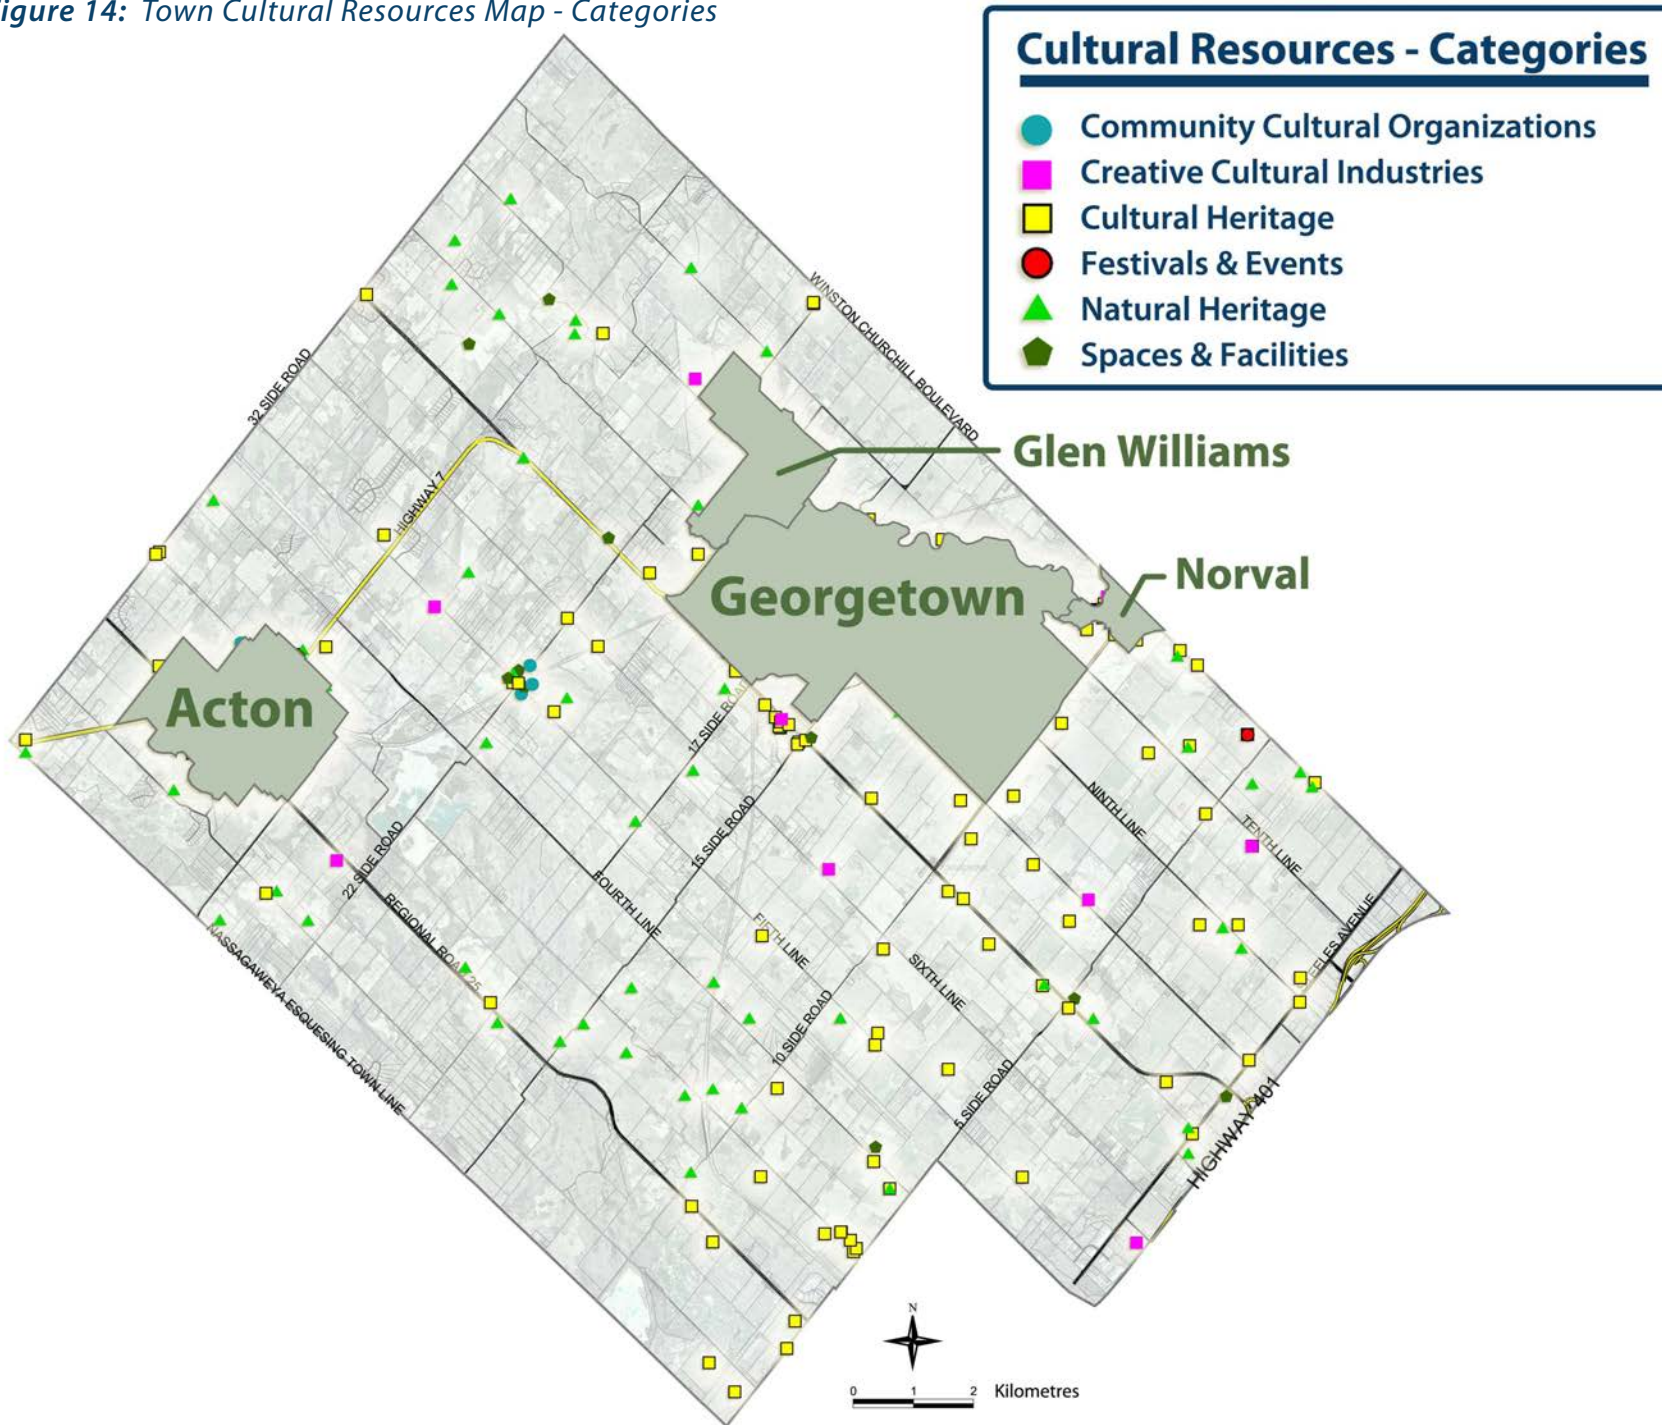 igure 14: Town Cultural Resources Map - Categories
Cultural Resources - Categories
Community Cultural Organizations
Creative Cultural Industries
Cultural Heritage
Festivals & Events
Natural Heritage
Spaces & Facilities
WINSTON CHURCHILL BOULEVARD
32 SIDE ROAD
HIGHWAY 7
Glen Williams
Norval
Georgetown
Acton
17 SIDE ROAD
15 SIDE ROAD
22 SIDE ROAD
NINTH LINE
TENTH LINE
FOURTH LINE
FIFTH LINE
SIXTH LINE
REGIONAL ROAD 25
NASSAGAWEYA ESQUESING TOWN LINE
10 SIDE ROAD
5 SIDE ROAD
EELES AVENUE
HIGHWAY 401
N
0 1 2 Kilometres